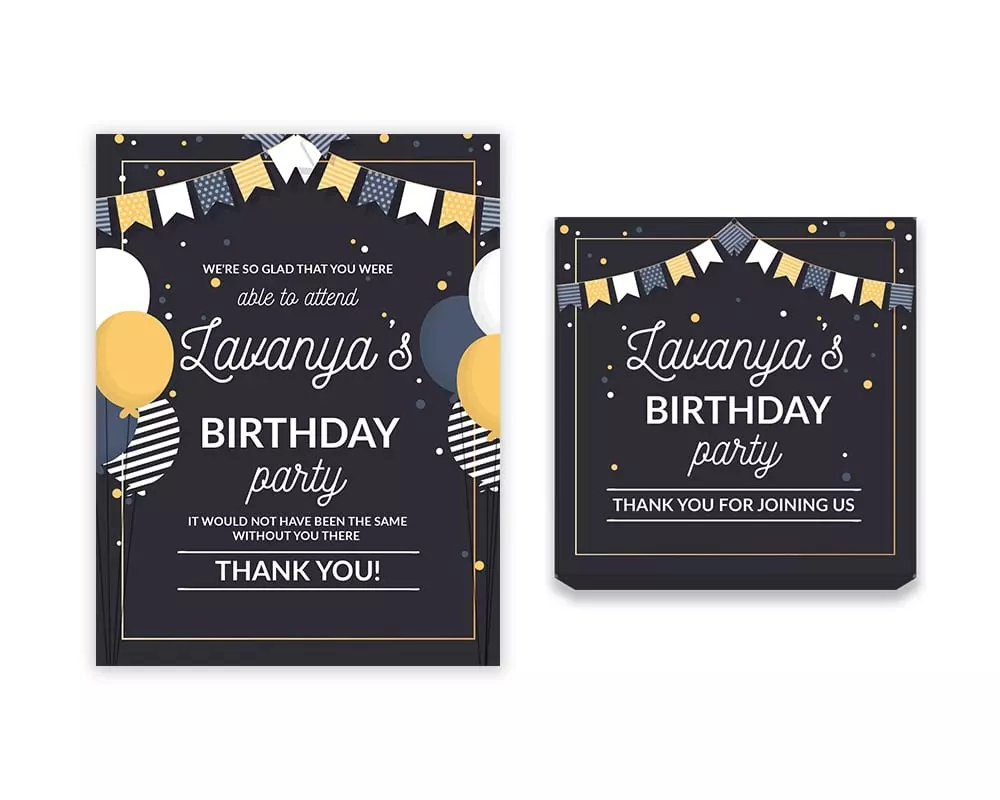 WE'RE SO GLAD THAT YOU WERE
able to attend
Lavanya's
BIRTHDAY
party
IT WOULD NOT HAVE BEEN THE SAME
WITHOUT YOU THERE
THANK YOU!
Lavanya's
BIRTHDAY
party
THANK YOU FOR JOINING US